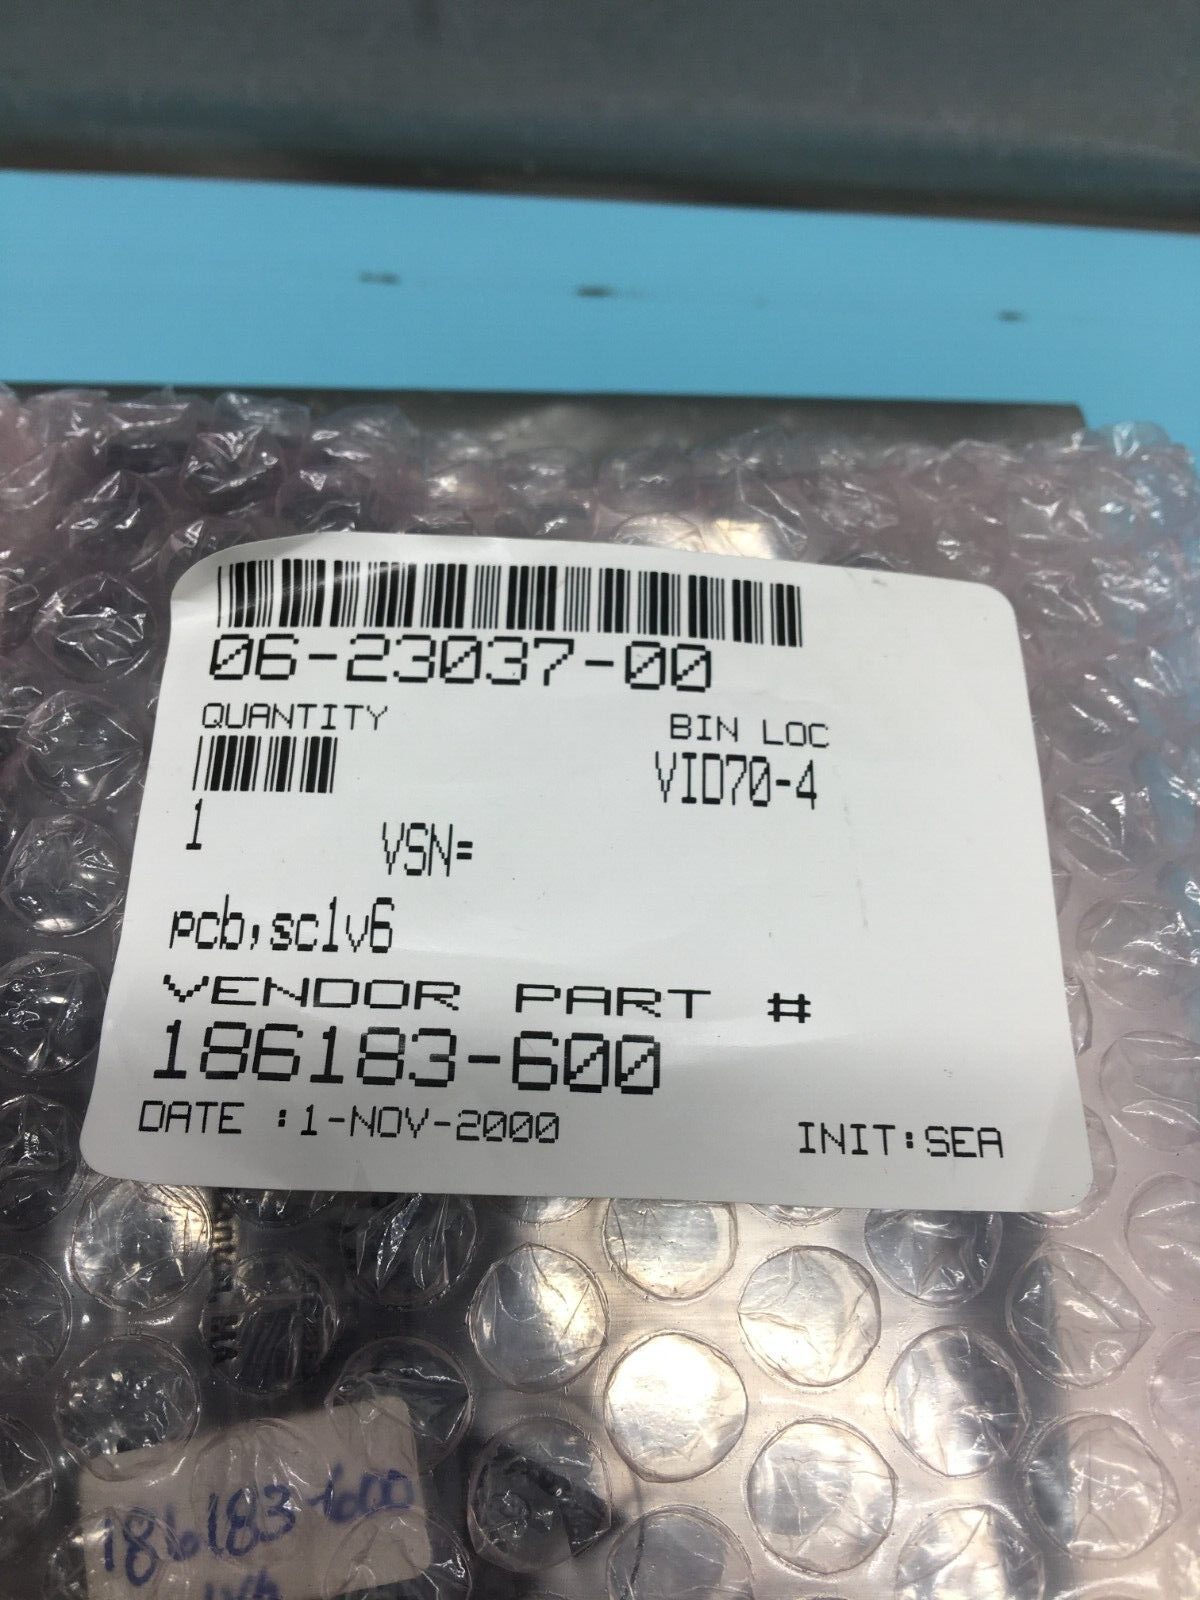 06-23037-00
QUANTITY BIN LOC
VID70-4
1
VSN=
pcb,sc1v6
VENDOR PART #
186183-600
DATE :1-NOV-2000 INIT:SEA
186183-600